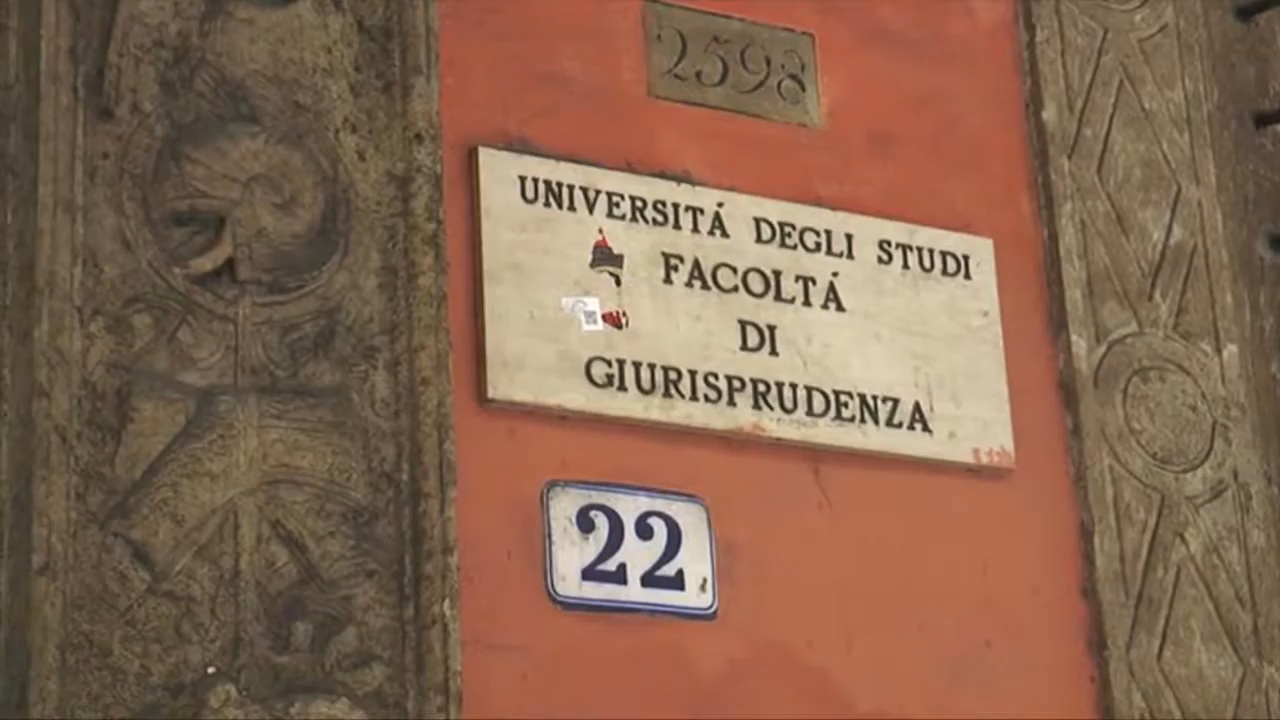 2598
UNIVERSITÁ DEGLI STUDI
FACOLTÁ
DI
GIURISPRUDENZA
22